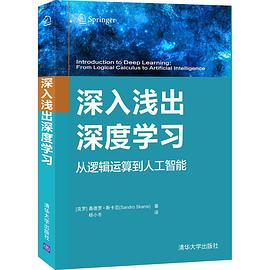 Springer
Introduction to Deep Learning:
From Logical Calculus to Artificial Intelligence
深入浅出
深度学习
从逻辑运算到人工智能
[克罗] 桑德罗·斯卡西(Sandro Skansi) 著
杨小冬 译
清华大学出版社
深入浅出深度学习
清华大学出版社